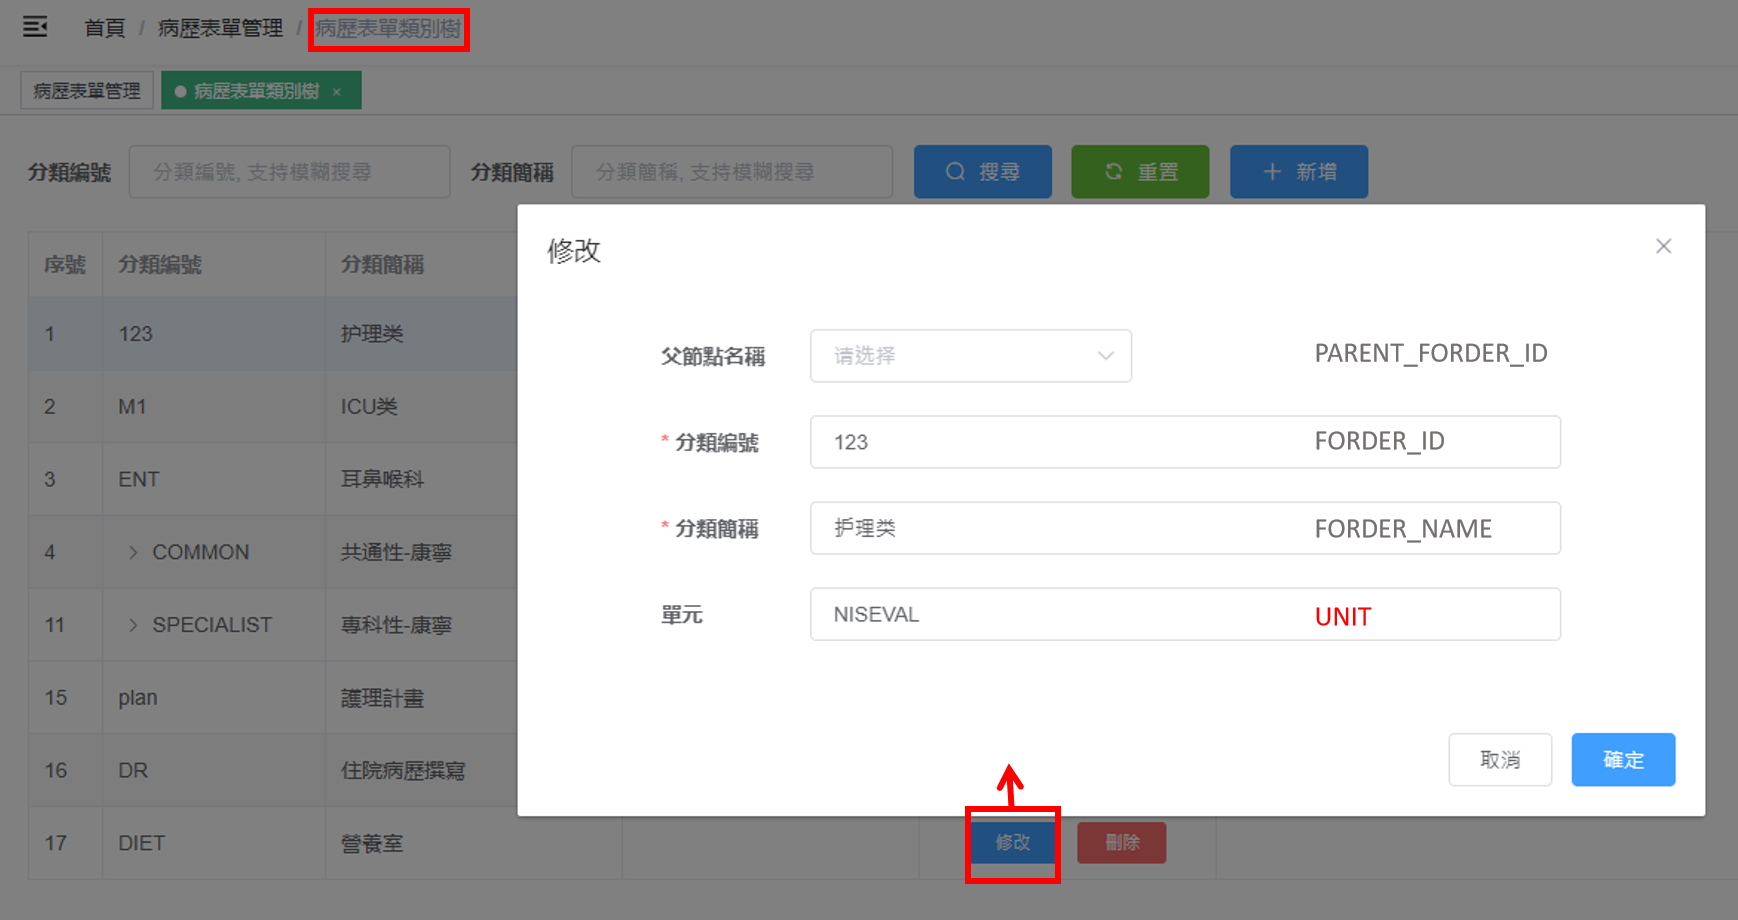 首頁 / 病歷表單管理 / 病歷表單類別樹
病歷表單管理
病歷表單類別樹 ×
分類編號 分類編號, 支持模糊搜尋 分類簡稱 分類簡稱, 支持模糊搜尋 搜尋 重置 + 新增
序號 分類編號 分類簡稱
1 123 护理类
2 M1 ICU类
3 ENT 耳鼻喉科
4 > COMMON 共通性-康寧
11 > SPECIALIST 專科性-康寧
15 plan 護理計畫
16 DR 住院病歷撰寫
17 DIET 營養室 修改 刪除
修改 ×
父節點名稱 请选择 PARENT_FORDER_ID
* 分類編號 123 FORDER_ID
* 分類簡稱 护理类 FORDER_NAME
單元 NISEVAL UNIT
取消 確定